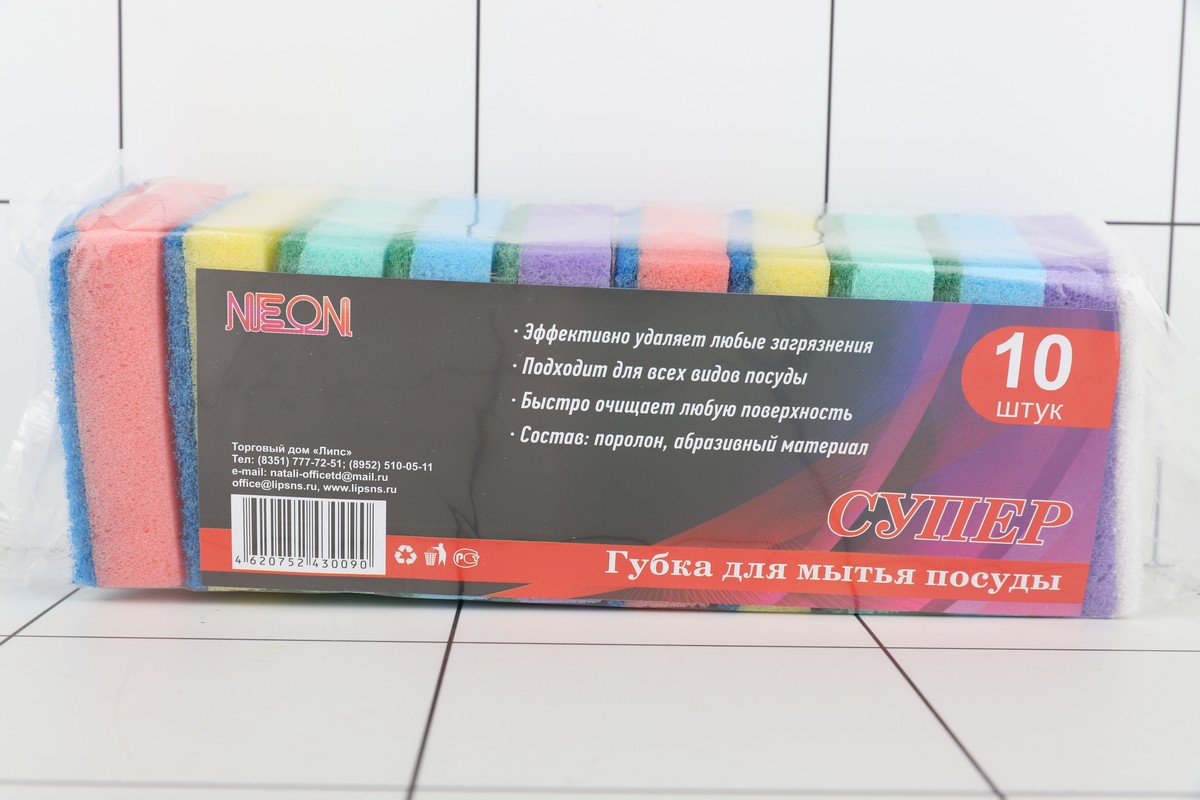 NEON
· Эффективно удаляет любые загрязнения
· Подходит для всех видов посуды
· Быстро очищает любую поверхность
· Состав: поролон, абразивный материал
10
штук
Торговый дом «Липс»
Тел: (8351) 777-72-51; (8952) 510-05-11
e-mail: natali-officetd@mail.ru
office@lipsns.ru, www.lipsns.ru
4 620752 430090
РСТ
СУПЕР
Губка для мытья посуды